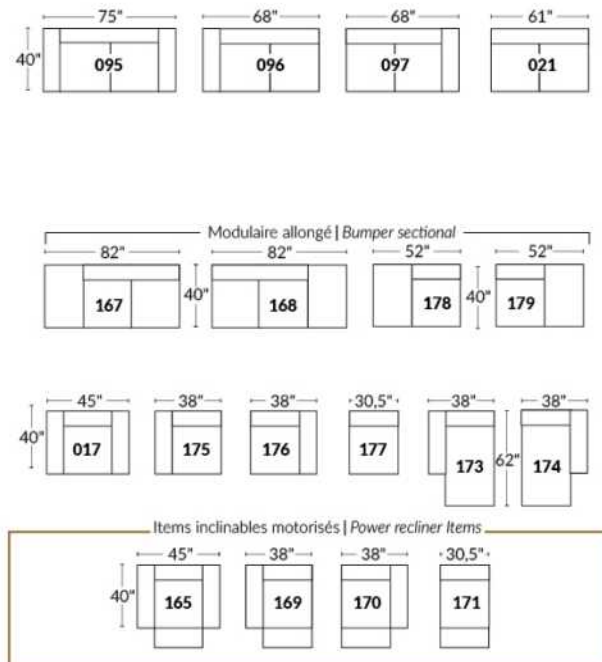 75" 68" 68" 61"
40" 095 096 097 021
Modulaire allongé | Bumper sectional
82" 82" 52" 52"
167 40" 168 178 40" 179
45" 38" 38" 30,5" 38" 38"
40" 017 175 176 177 173 62" 174
Items inclinables motorisés | Power recliner Items
45" 38" 38" 30,5"
40" 165 169 170 171